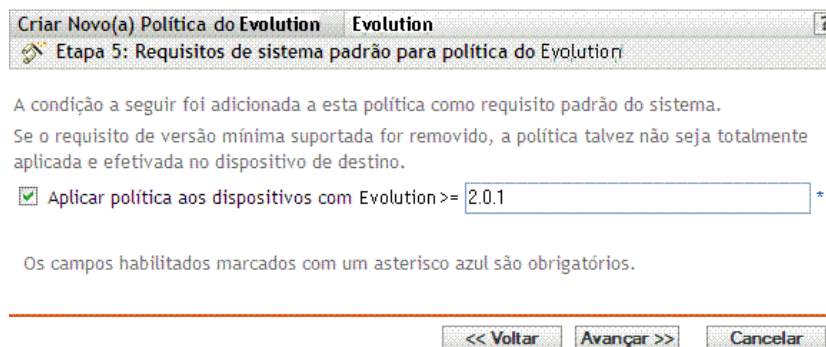 Criar Novo(a) Política do Evolution Evolution ?
Etapa 5: Requisitos de sistema padrão para política do Evolution
A condição a seguir foi adicionada a esta política como requisito padrão do sistema.
Se o requisito de versão mínima suportada for removido, a política talvez não seja totalmente
aplicada e efetivada no dispositivo de destino.
Aplicar política aos dispositivos com Evolution >= 2.0.1 *
Os campos habilitados marcados com um asterisco azul são obrigatórios.
<< Voltar Avançar >> Cancelar